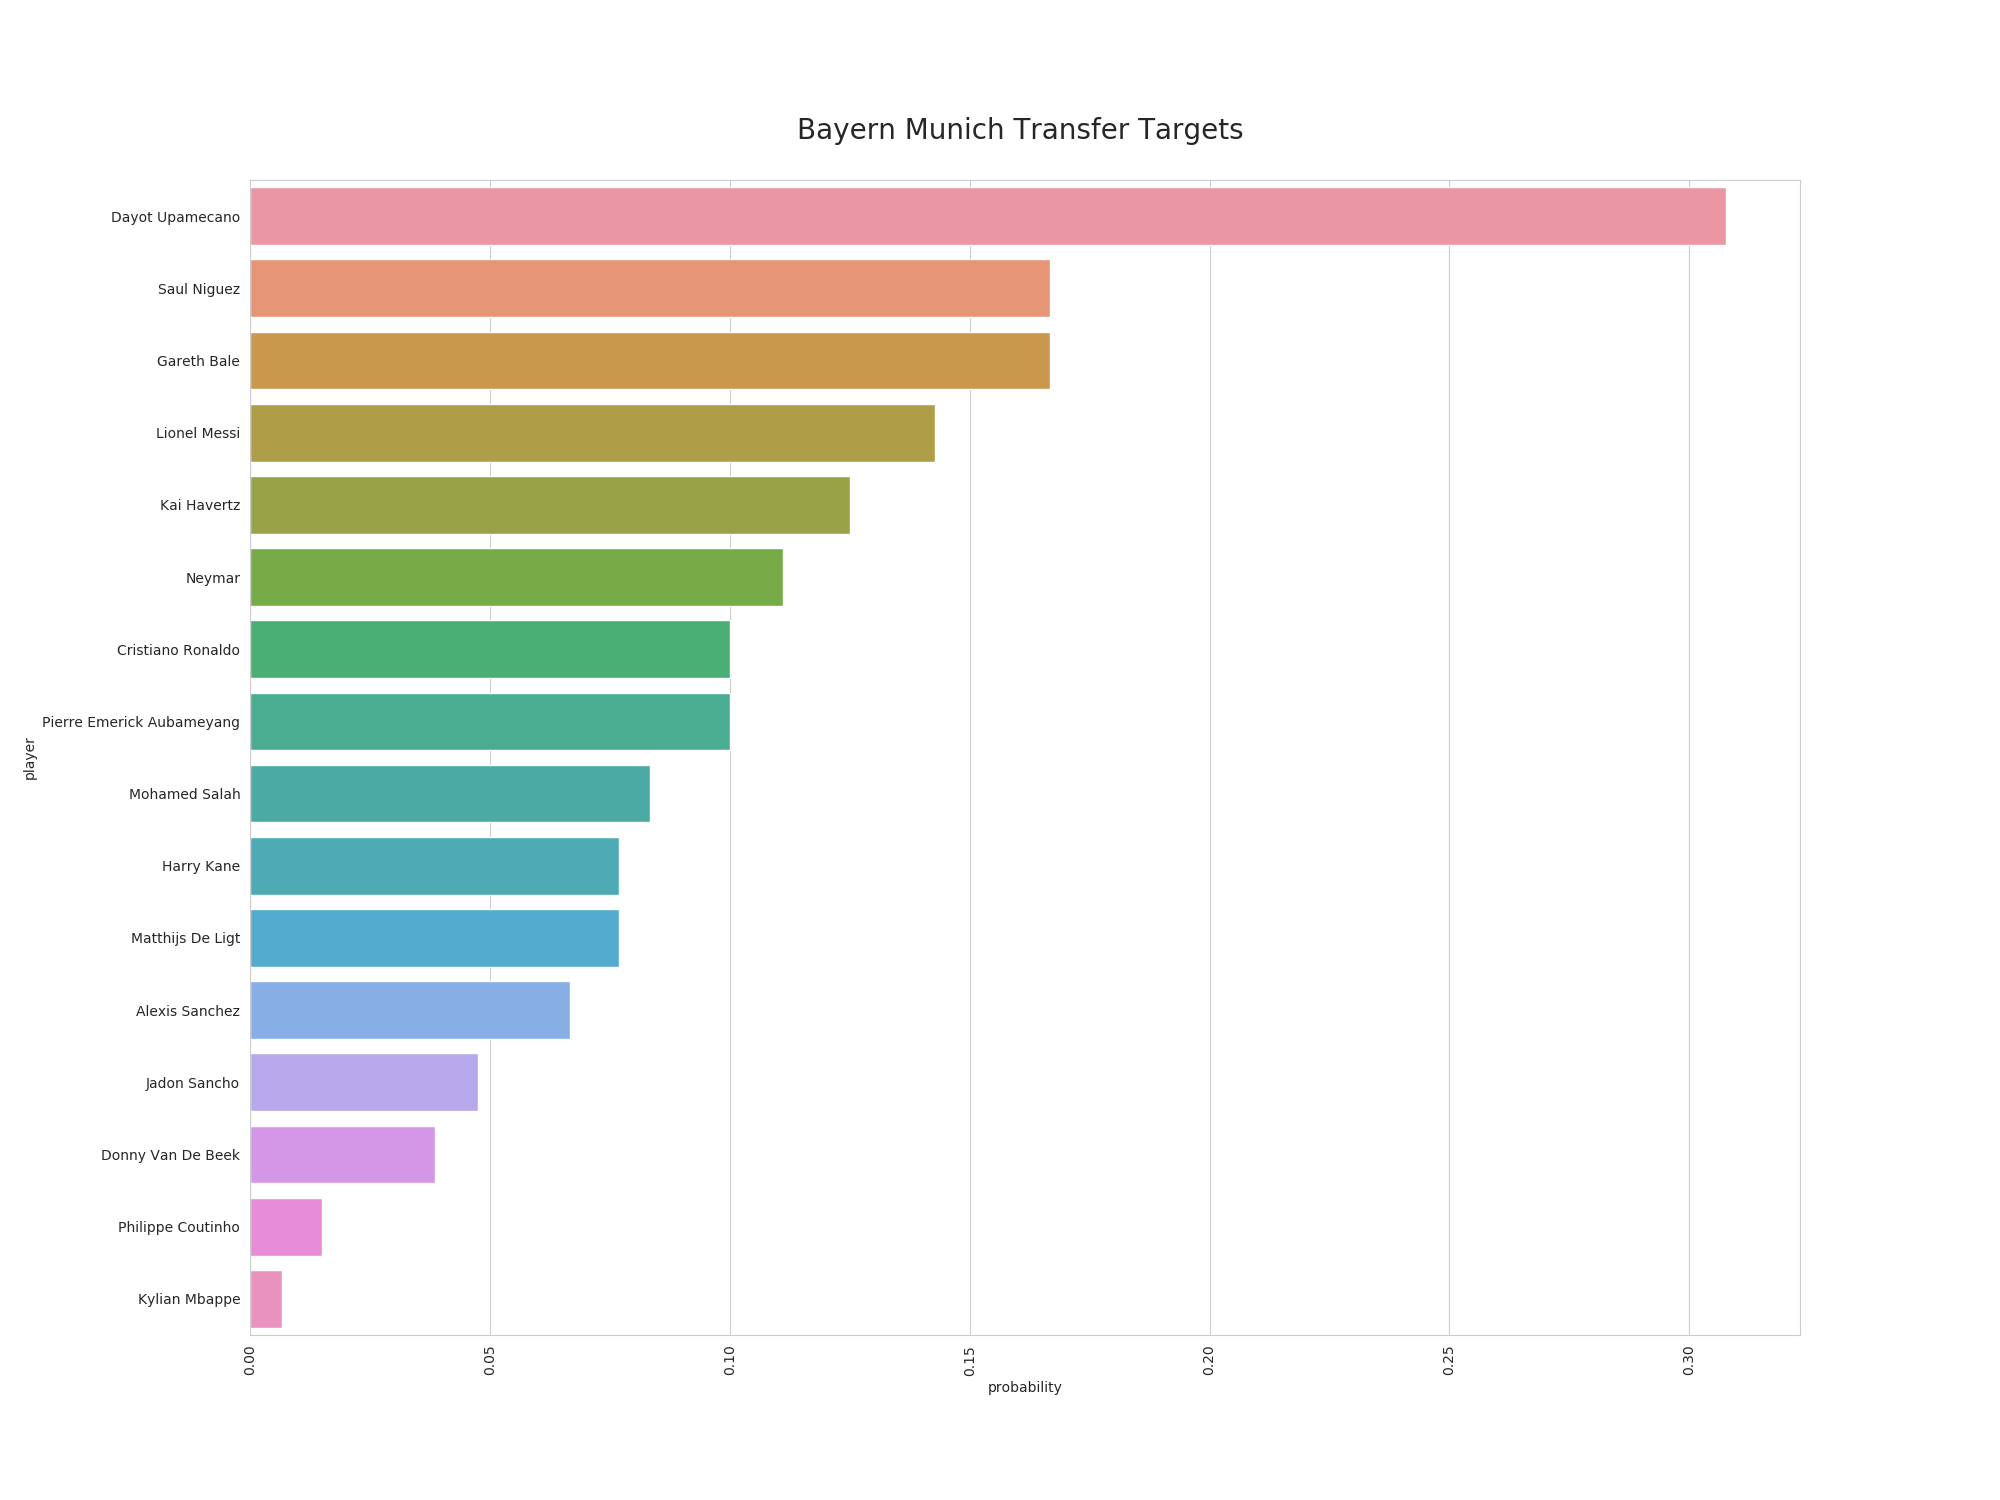 Bayern Munich Transfer Targets
Dayot Upamecano
Saul Niguez
Gareth Bale
Lionel Messi
Kai Havertz
Neymar
Cristiano Ronaldo
Pierre Emerick Aubameyang
player
Mohamed Salah
Harry Kane
Matthijs De Ligt
Alexis Sanchez
Jadon Sancho
Donny Van De Beek
Philippe Coutinho
Kylian Mbappe
0.00 0.05 0.10 0.15 0.20 0.25 0.30
probability